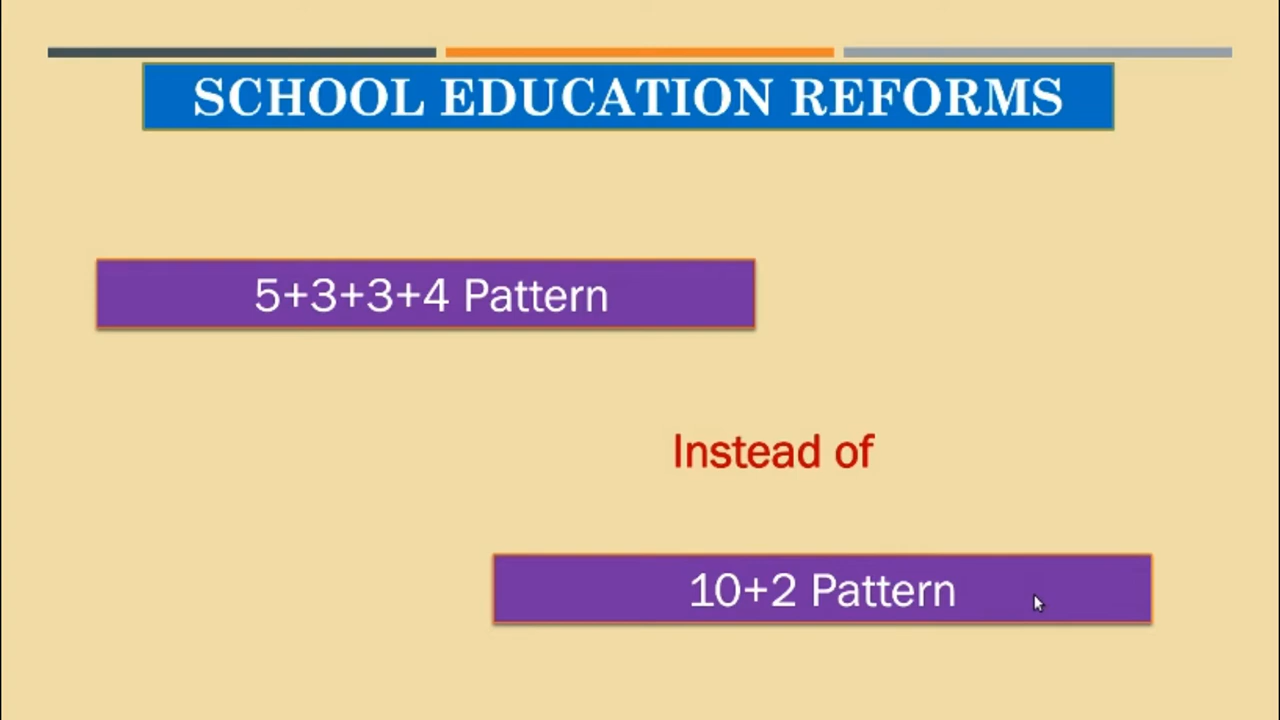 SCHOOL EDUCATION REFORMS
5+3+3+4 Pattern
Instead of
10+2 Pattern